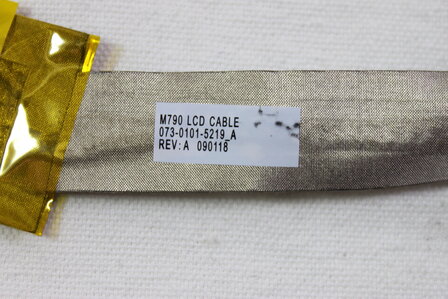 M790 LCD CABLE
073-0101-5219_A
REV: A 090118